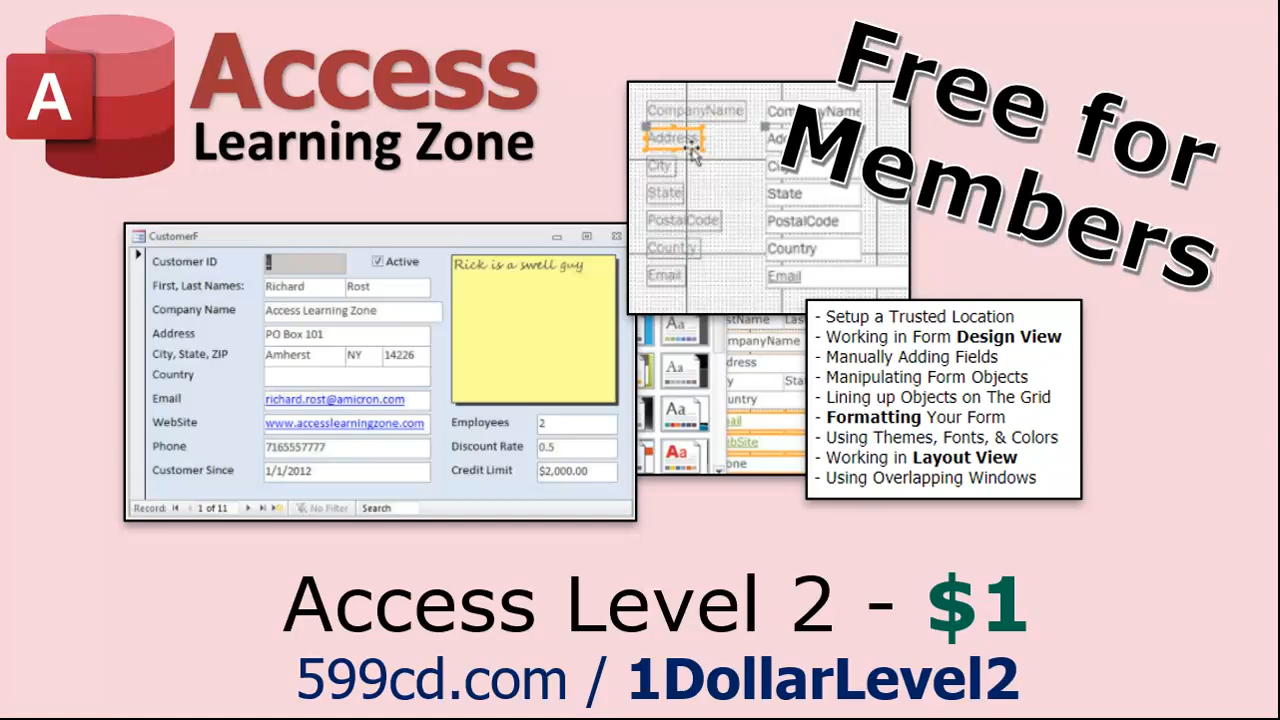 A
Access
Learning Zone
Free for
Members
CompanyName CompanyName
Address
City
State State
PostalCode PostalCode
Country Country
Email Email
CustomerF
Customer ID Active
First, Last Names: Richard Rost
Company Name Access Learning Zone
Address PO Box 101
City, State, ZIP Amherst NY 14226
Country
Email richard.rost@amicron.com
WebSite www.accesslearningzone.com
Phone 7165557777
Customer Since 1/1/2012
Rick is a swell guy
Employees 2
Discount Rate 0.5
Credit Limit $2,000.00
Record: 1 of 11 No Filter Search
Aa
Aa
Aa
Aa
- Setup a Trusted Location
- Working in Form Design View
- Manually Adding Fields
- Manipulating Form Objects
- Lining up Objects on The Grid
- Formatting Your Form
- Using Themes, Fonts, & Colors
- Working in Layout View
- Using Overlapping Windows
Access Level 2 - $1
599cd.com / 1DollarLevel2